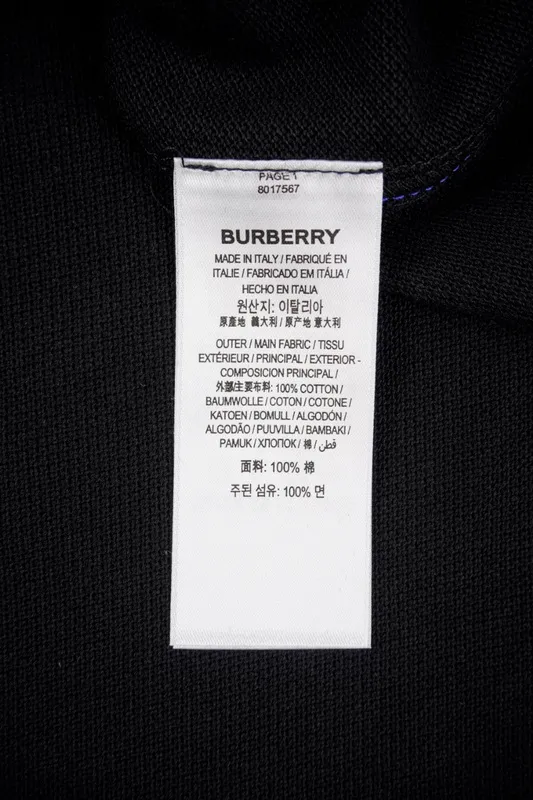 PAGE 1
8017567
BURBERRY
MADE IN ITALY / FABRIQUÉ EN
ITALIE / FABRICADO EM ITÁLIA /
HECHO EN ITALIA
원산지: 이탈리아
原產地 義大利 / 原产地 意大利
OUTER / MAIN FABRIC / TISSU
EXTÉRIEUR / PRINCIPAL / EXTERIOR -
COMPOSICION PRINCIPAL /
外部/主要布料: 100% COTTON /
BAUMWOLLE / COTON / COTONE /
KATOEN / BOMULL / ALGODÓN /
ALGODÃO / PUUVILLA / BAMBAKI /
PAMUK / ХЛОПОК / 棉 / قطن
面料: 100% 棉
주된 섬유: 100% 면